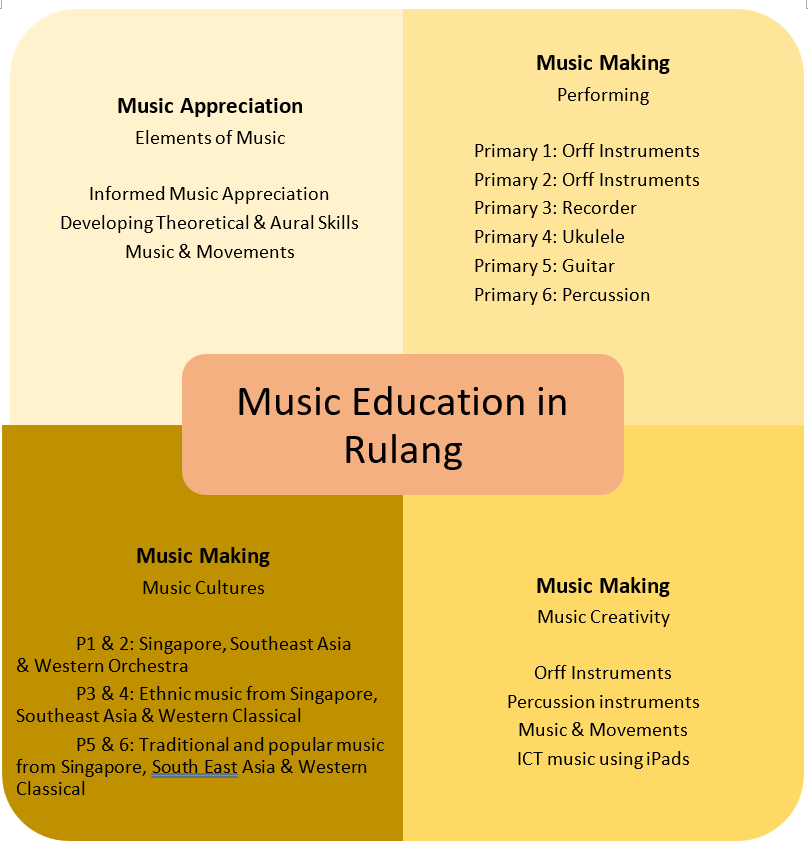 Music Appreciation
Elements of Music
Informed Music Appreciation
Developing Theoretical & Aural Skills
Music & Movements
Music Making
Performing
Primary 1: Orff Instruments
Primary 2: Orff Instruments
Primary 3: Recorder
Primary 4: Ukulele
Primary 5: Guitar
Primary 6: Percussion
Music Education in
Rulang
Music Making
Music Cultures
P1 & 2: Singapore, Southeast Asia
& Western Orchestra
P3 & 4: Ethnic music from Singapore,
Southeast Asia & Western Classical
P5 & 6: Traditional and popular music
from Singapore, South East Asia & Western
Classical
Music Making
Music Creativity
Orff Instruments
Percussion instruments
Music & Movements
ICT music using iPads